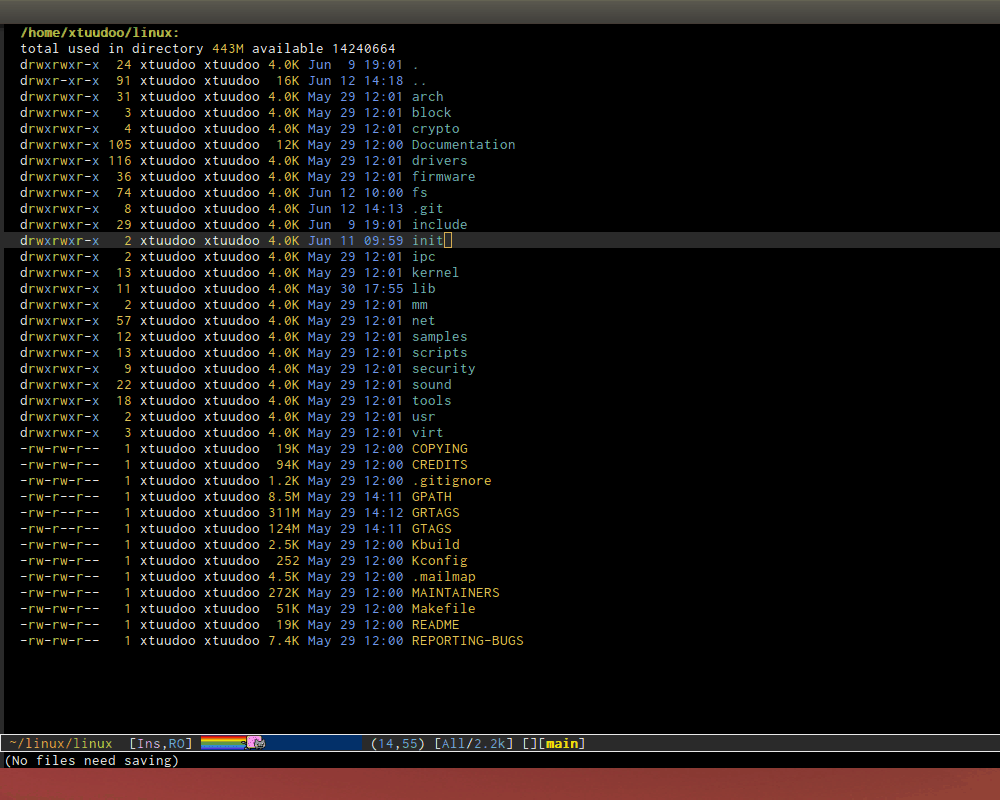 /home/xtuudoo/linux:
total used in directory 443M available 14240664
drwxrwxr-x  24 xtuudoo xtuudoo 4.0K Jun  9 19:01 .
drwxr-xr-x  91 xtuudoo xtuudoo  16K Jun 12 14:18 ..
drwxrwxr-x  31 xtuudoo xtuudoo 4.0K May 29 12:01 arch
drwxrwxr-x   3 xtuudoo xtuudoo 4.0K May 29 12:01 block
drwxrwxr-x   4 xtuudoo xtuudoo 4.0K May 29 12:01 crypto
drwxrwxr-x 105 xtuudoo xtuudoo  12K May 29 12:00 Documentation
drwxrwxr-x 116 xtuudoo xtuudoo 4.0K May 29 12:01 drivers
drwxrwxr-x  36 xtuudoo xtuudoo 4.0K May 29 12:01 firmware
drwxrwxr-x  74 xtuudoo xtuudoo 4.0K Jun 12 10:00 fs
drwxrwxr-x   8 xtuudoo xtuudoo 4.0K Jun 12 14:13 .git
drwxrwxr-x  29 xtuudoo xtuudoo 4.0K Jun  9 19:01 include
drwxrwxr-x   2 xtuudoo xtuudoo 4.0K Jun 11 09:59 init
drwxrwxr-x   2 xtuudoo xtuudoo 4.0K May 29 12:01 ipc
drwxrwxr-x  13 xtuudoo xtuudoo 4.0K May 29 12:01 kernel
drwxrwxr-x  11 xtuudoo xtuudoo 4.0K May 30 17:55 lib
drwxrwxr-x   2 xtuudoo xtuudoo 4.0K May 29 12:01 mm
drwxrwxr-x  57 xtuudoo xtuudoo 4.0K May 29 12:01 net
drwxrwxr-x  12 xtuudoo xtuudoo 4.0K May 29 12:01 samples
drwxrwxr-x  13 xtuudoo xtuudoo 4.0K May 29 12:01 scripts
drwxrwxr-x   9 xtuudoo xtuudoo 4.0K May 29 12:01 security
drwxrwxr-x  22 xtuudoo xtuudoo 4.0K May 29 12:01 sound
drwxrwxr-x  18 xtuudoo xtuudoo 4.0K May 29 12:01 tools
drwxrwxr-x   2 xtuudoo xtuudoo 4.0K May 29 12:01 usr
drwxrwxr-x   3 xtuudoo xtuudoo 4.0K May 29 12:01 virt
-rw-rw-r--   1 xtuudoo xtuudoo  19K May 29 12:00 COPYING
-rw-rw-r--   1 xtuudoo xtuudoo  94K May 29 12:00 CREDITS
-rw-rw-r--   1 xtuudoo xtuudoo 1.2K May 29 12:00 .gitignore
-rw-r--r--   1 xtuudoo xtuudoo 8.5M May 29 14:11 GPATH
-rw-r--r--   1 xtuudoo xtuudoo 311M May 29 14:12 GRTAGS
-rw-r--r--   1 xtuudoo xtuudoo 124M May 29 14:11 GTAGS
-rw-rw-r--   1 xtuudoo xtuudoo 2.5K May 29 12:00 Kbuild
-rw-rw-r--   1 xtuudoo xtuudoo  252 May 29 12:00 Kconfig
-rw-rw-r--   1 xtuudoo xtuudoo 4.5K May 29 12:00 .mailmap
-rw-rw-r--   1 xtuudoo xtuudoo 272K May 29 12:00 MAINTAINERS
-rw-rw-r--   1 xtuudoo xtuudoo  51K May 29 12:00 Makefile
-rw-rw-r--   1 xtuudoo xtuudoo  19K May 29 12:00 README
-rw-rw-r--   1 xtuudoo xtuudoo 7.4K May 29 12:00 REPORTING-BUGS
~/linux/linux  [Ins,RO] (14,55) [All/2.2k] [][main]
(No files need saving)